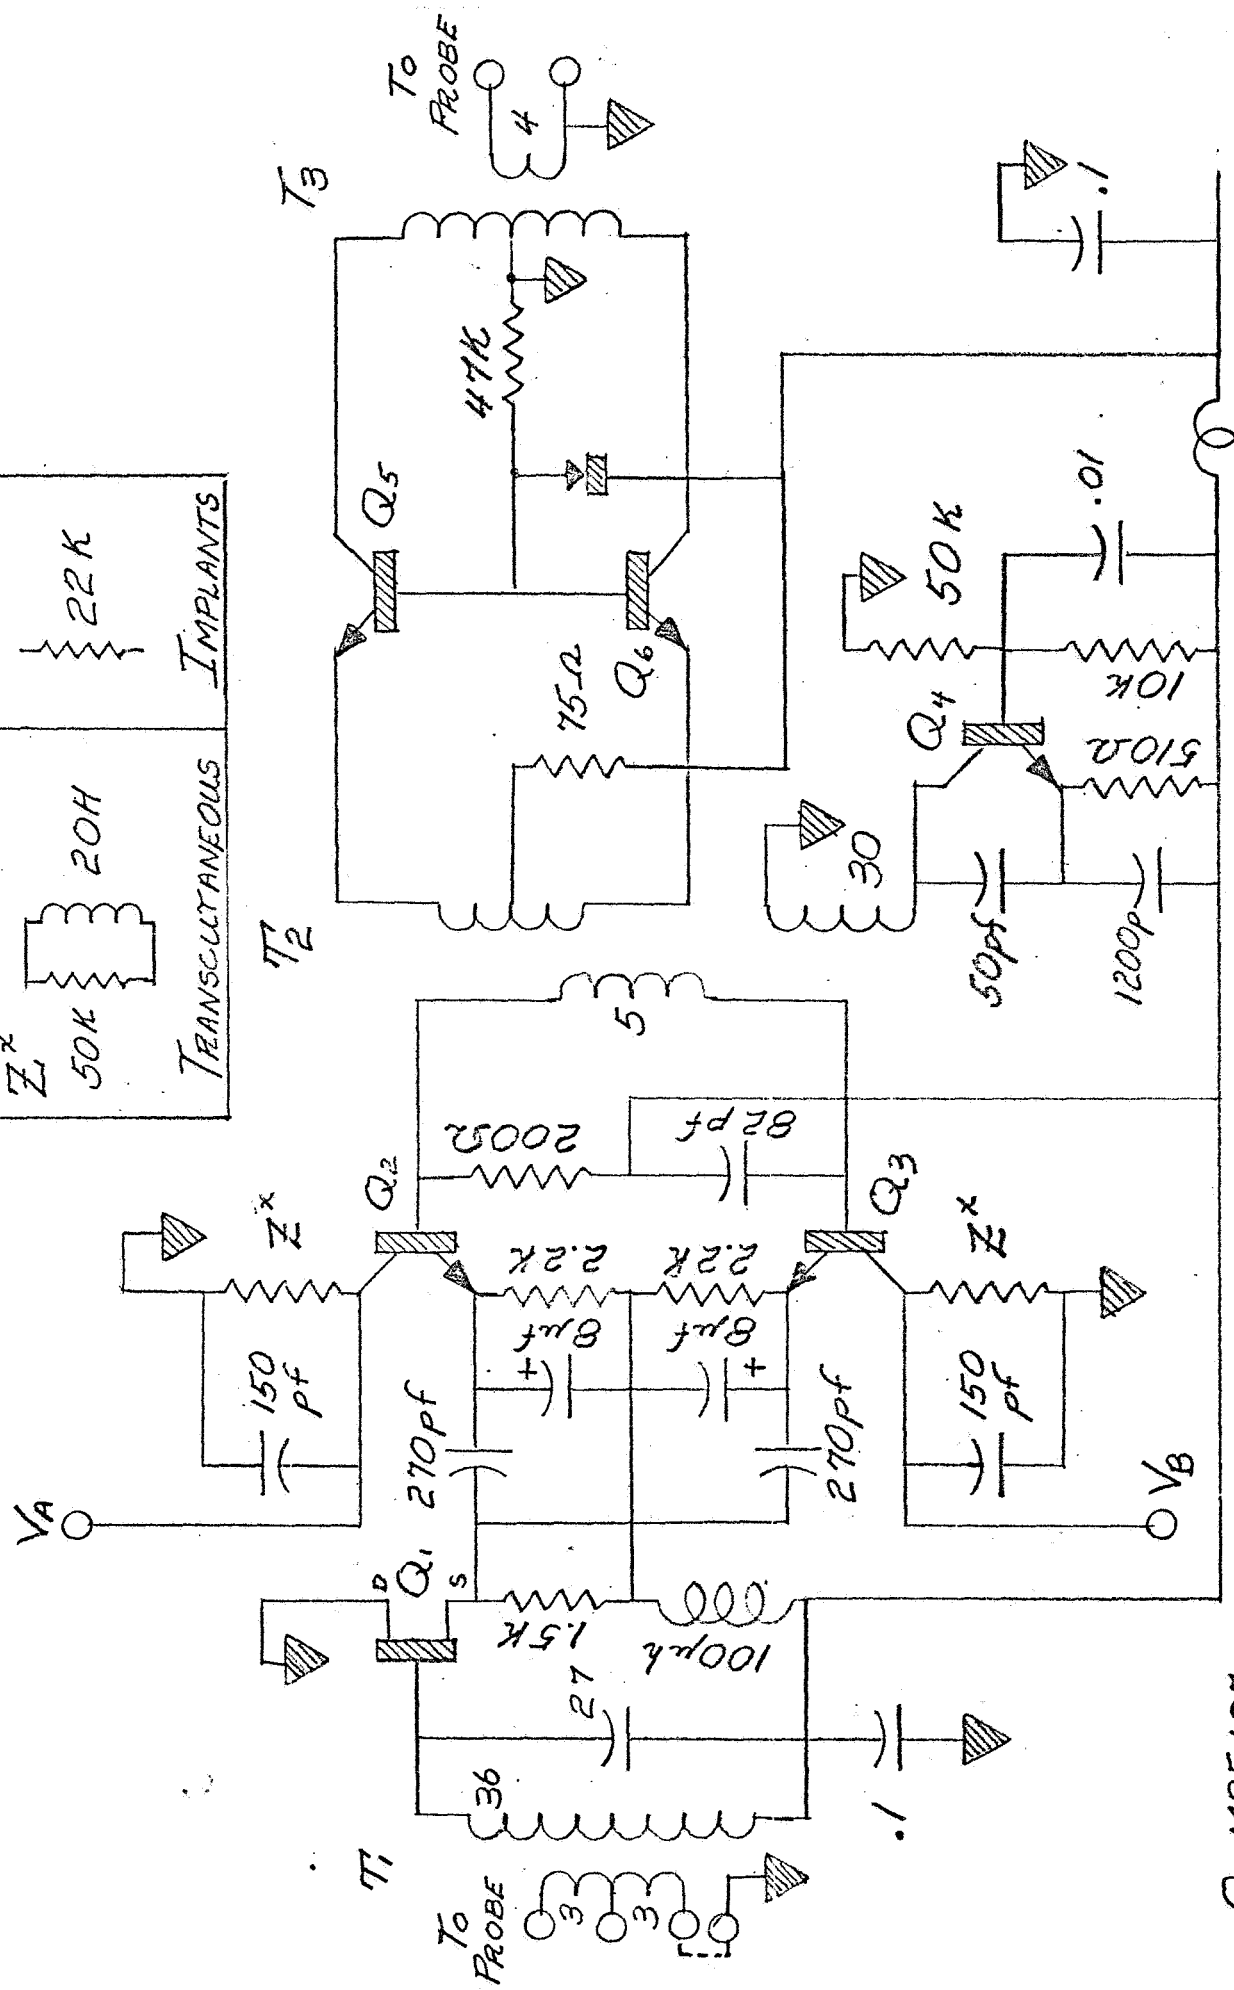 Zx
50K
20H
TRANSCUTANEOUS
22K
IMPLANTS
TO
PROBE
T1
3
3
36
27
.1
Q1
D
S
1.5K
100μh
VA
150
pf
Zx
270pf
8μf
+
2.2K
Q2
200Ω
82pf
8μf
+
2.2K
270pf
Q3
Zx
150
pf
VB
5
T2
75Ω
Q5
Q6
47K
T3
4
TO
PROBE
30
50pf
1200p
Q4
510Ω
10K
50K
.01
.1